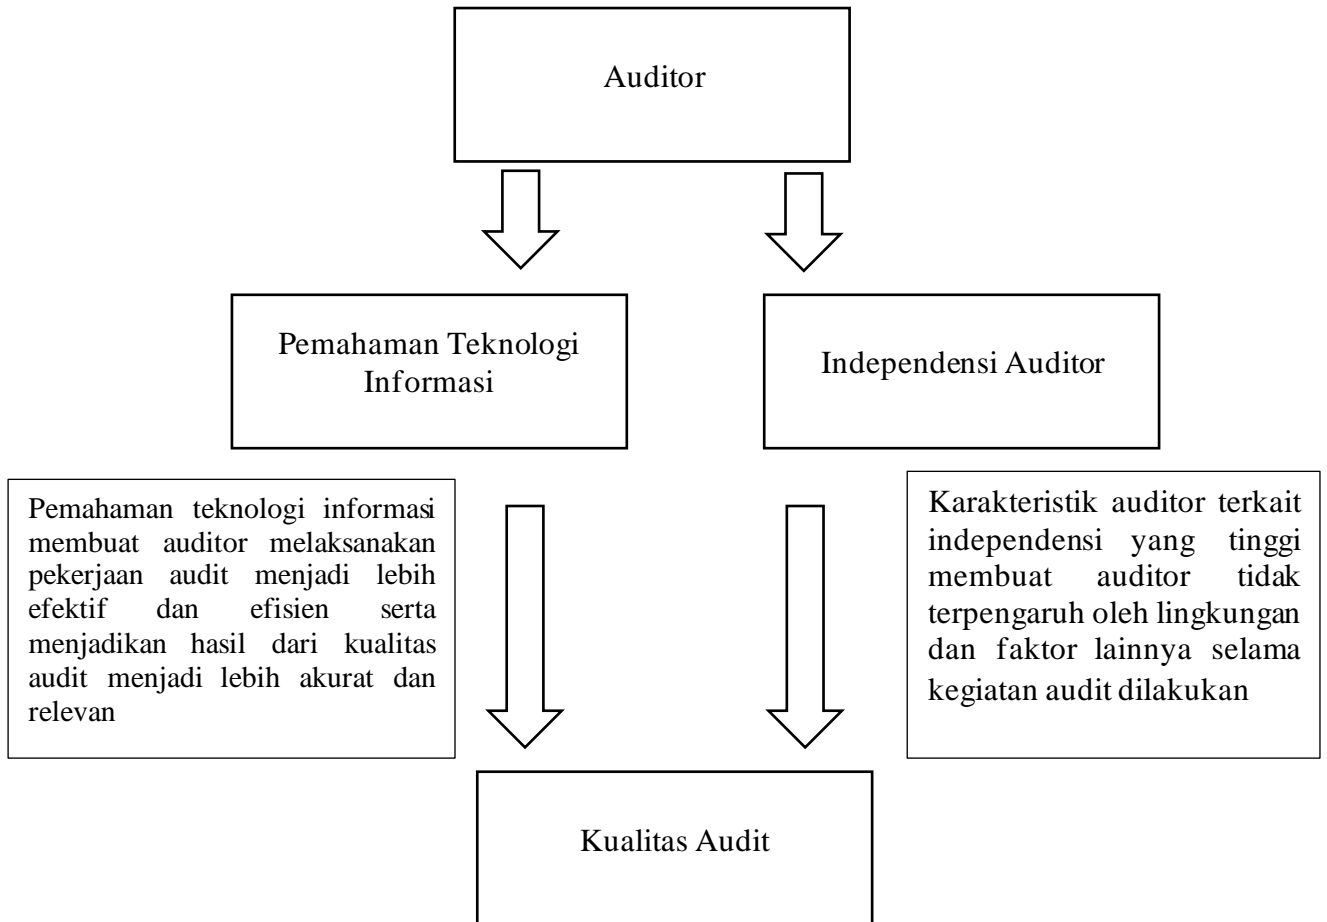 Auditor
Pemahaman Teknologi
Informasi
Independensi Auditor
Pemahaman teknologi informasi
membuat auditor melaksanakan
pekerjaan audit menjadi lebih
efektif dan efisien serta
menjadikan hasil dari kualitas
audit menjadi lebih akurat dan
relevan
Karakteristik auditor terkait
independensi yang tinggi
membuat auditor tidak
terpengaruh oleh lingkungan
dan faktor lainnya selama
kegiatan audit dilakukan
Kualitas Audit